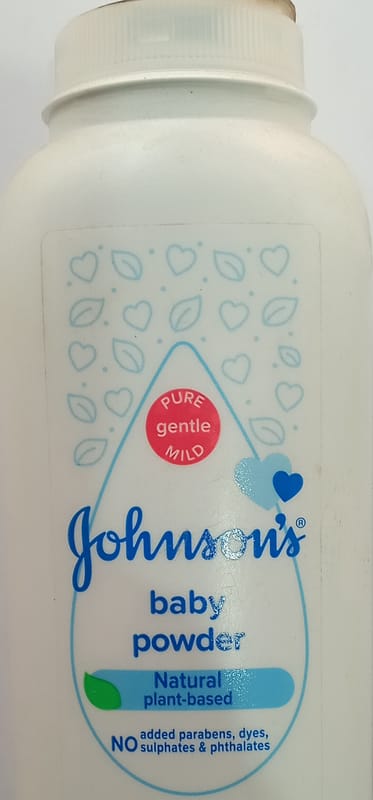 PURE
gentle
MILD
Johnson's®
baby
powder
Natural
plant-based
NO added parabens, dyes,
sulphates & phthalates